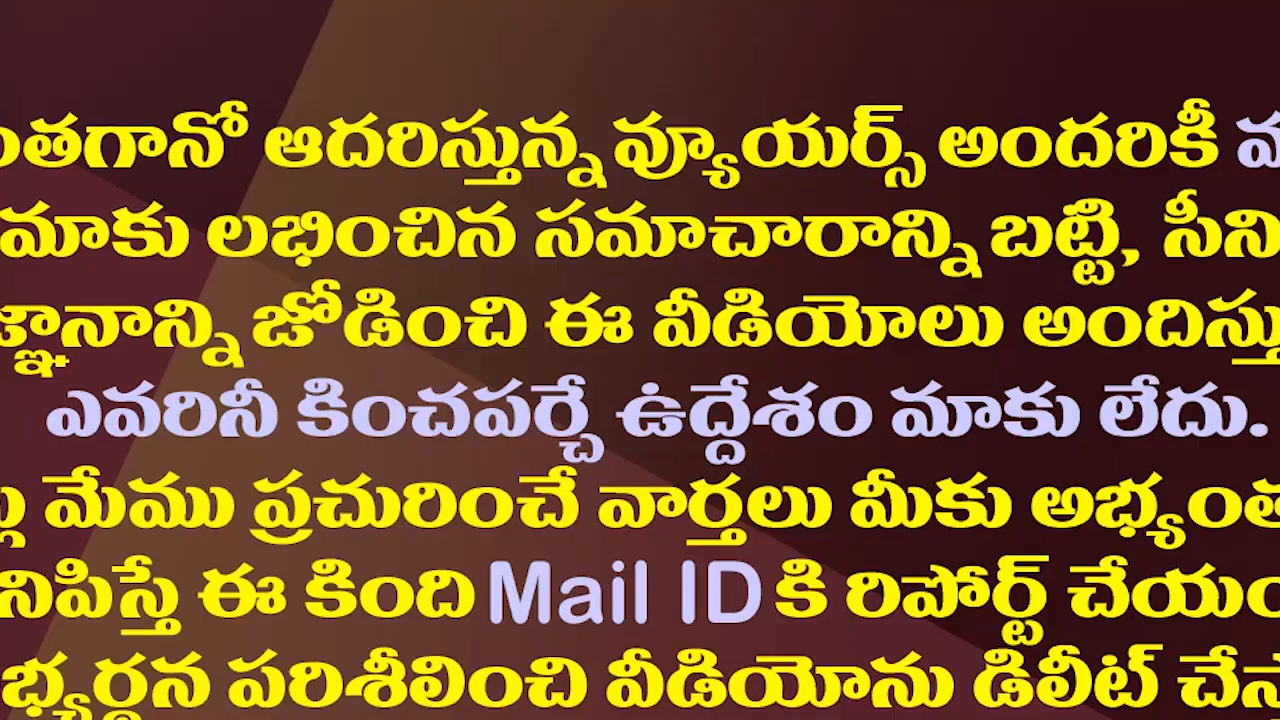 ంతగానో ఆదరిస్తున్న వ్యూయర్స్ అందరికీ
మాకు లభించిన సమాచారాన్ని బట్టి, సీని
జ్ఞానాన్ని జోడించి ఈ వీడియోలు అందిస్తు
ఎవరినీ కించపర్చే ఉద్దేశం మాకు లేదు.
మేము ప్రచురించే వార్తలు మీకు అభ్యంత
నిపిస్తే ఈ కింది Mail ID కి రిపోర్ట్ చేయం
భ్యర్థన పరిశీలించి వీడియోను డిలీట్ చేస